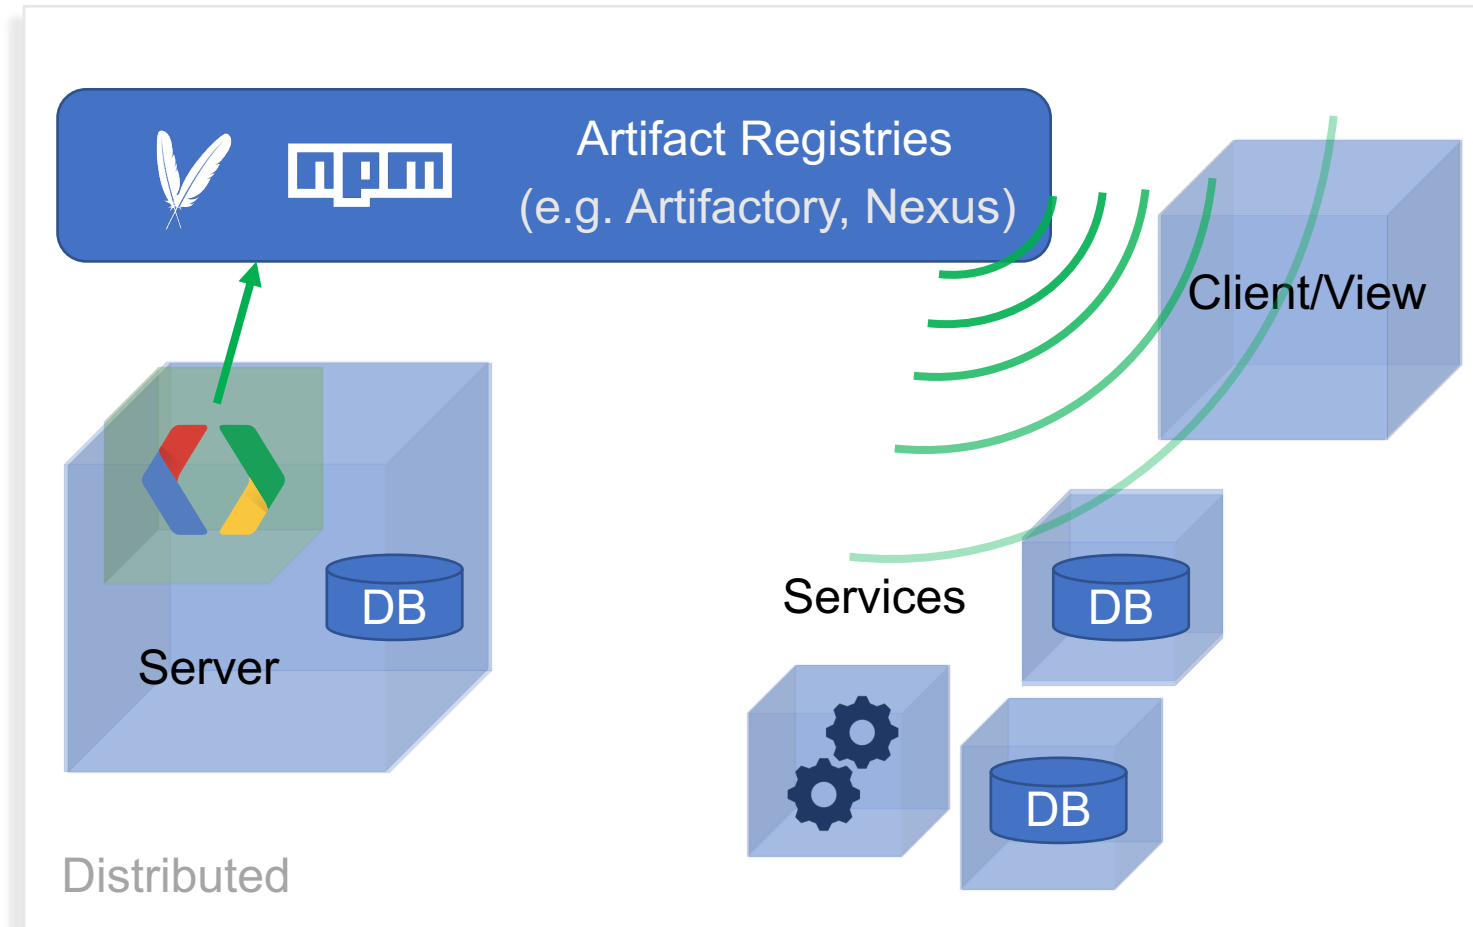 npm
Artifact Registries
(e.g. Artifactory, Nexus)
Client/View
DB
Server
Services
DB
DB
Distributed